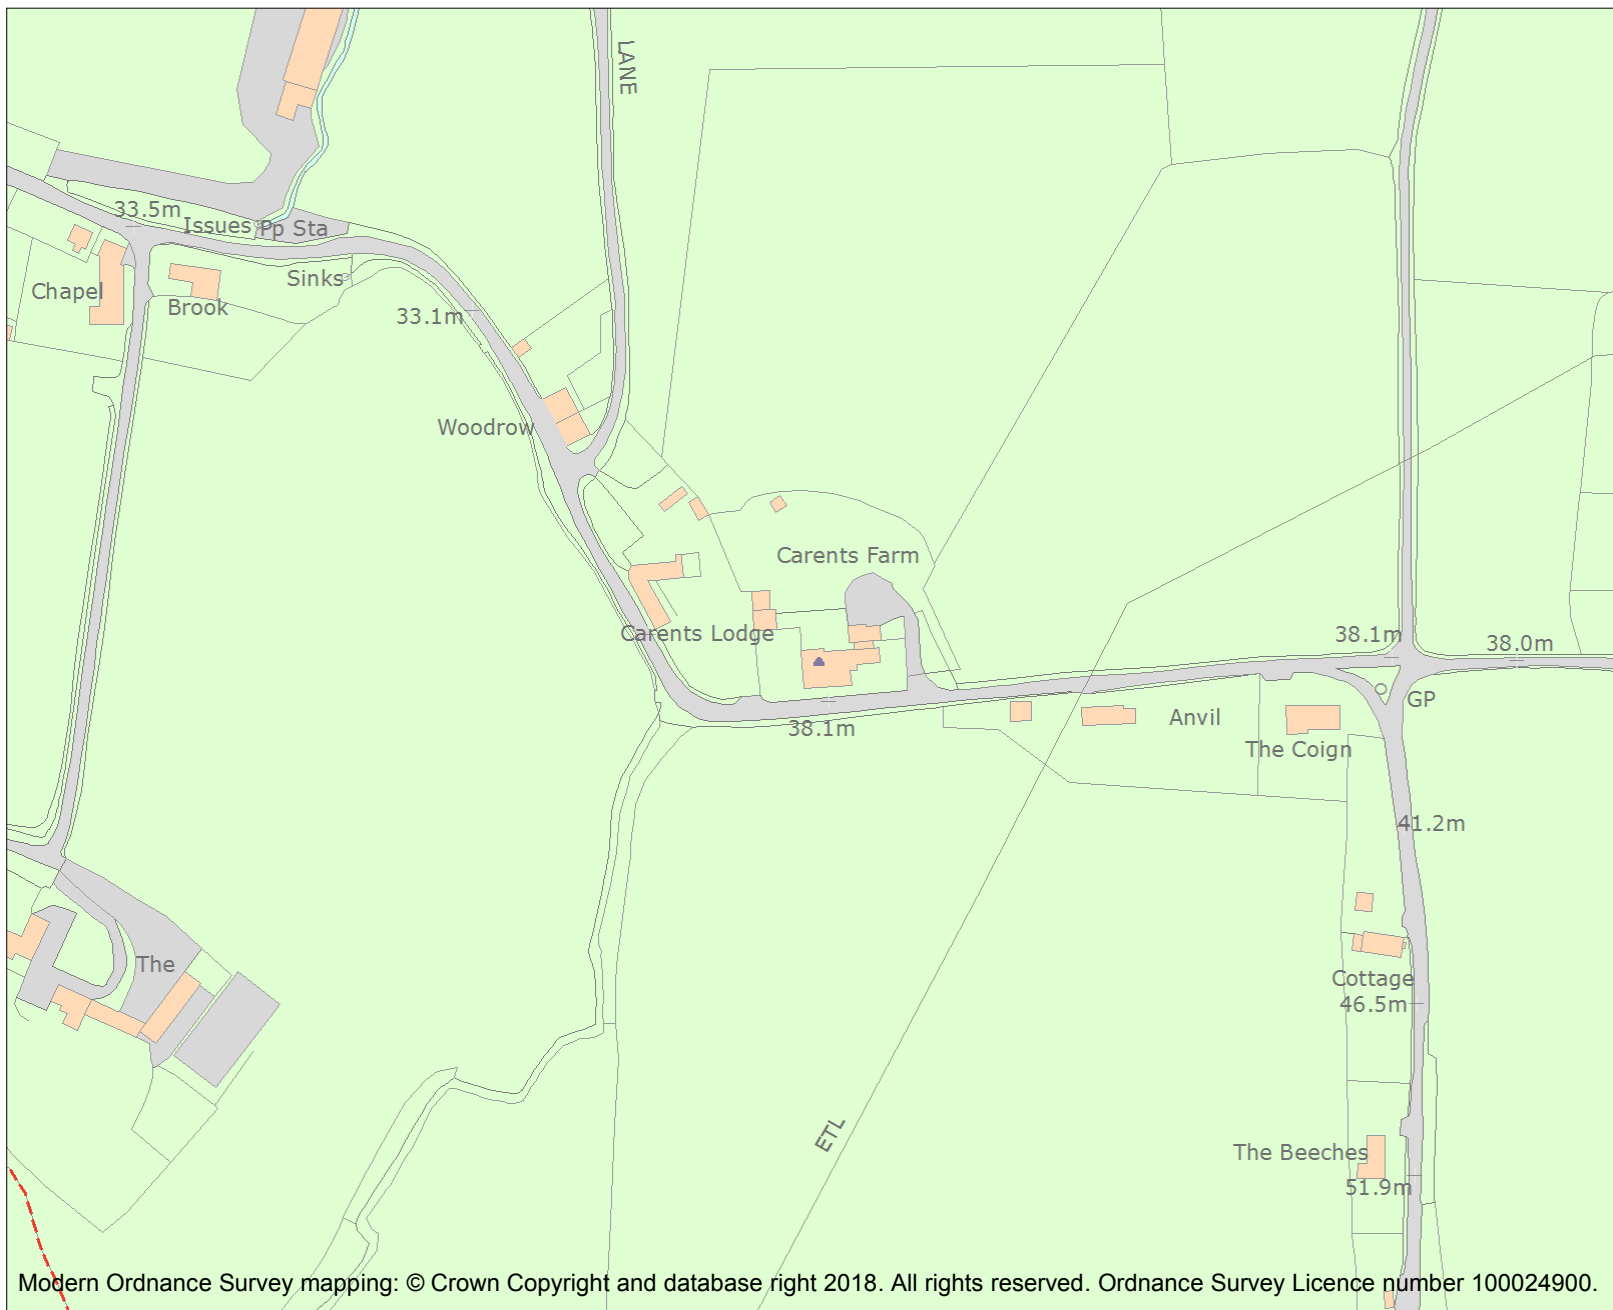 LANE
33.5m
Issues
Pp Sta
Sinks
Chapel
Brook
33.1m
Woodrow
Carents Farm
Carents Lodge
38.1m
38.1m
38.0m
GP
Anvil
The Coign
41.2m
The
Cottage
46.5m
ETL
The Beeches
51.9m
Modern Ordnance Survey mapping: © Crown Copyright and database right 2018. All rights reserved. Ordnance Survey Licence number 100024900.